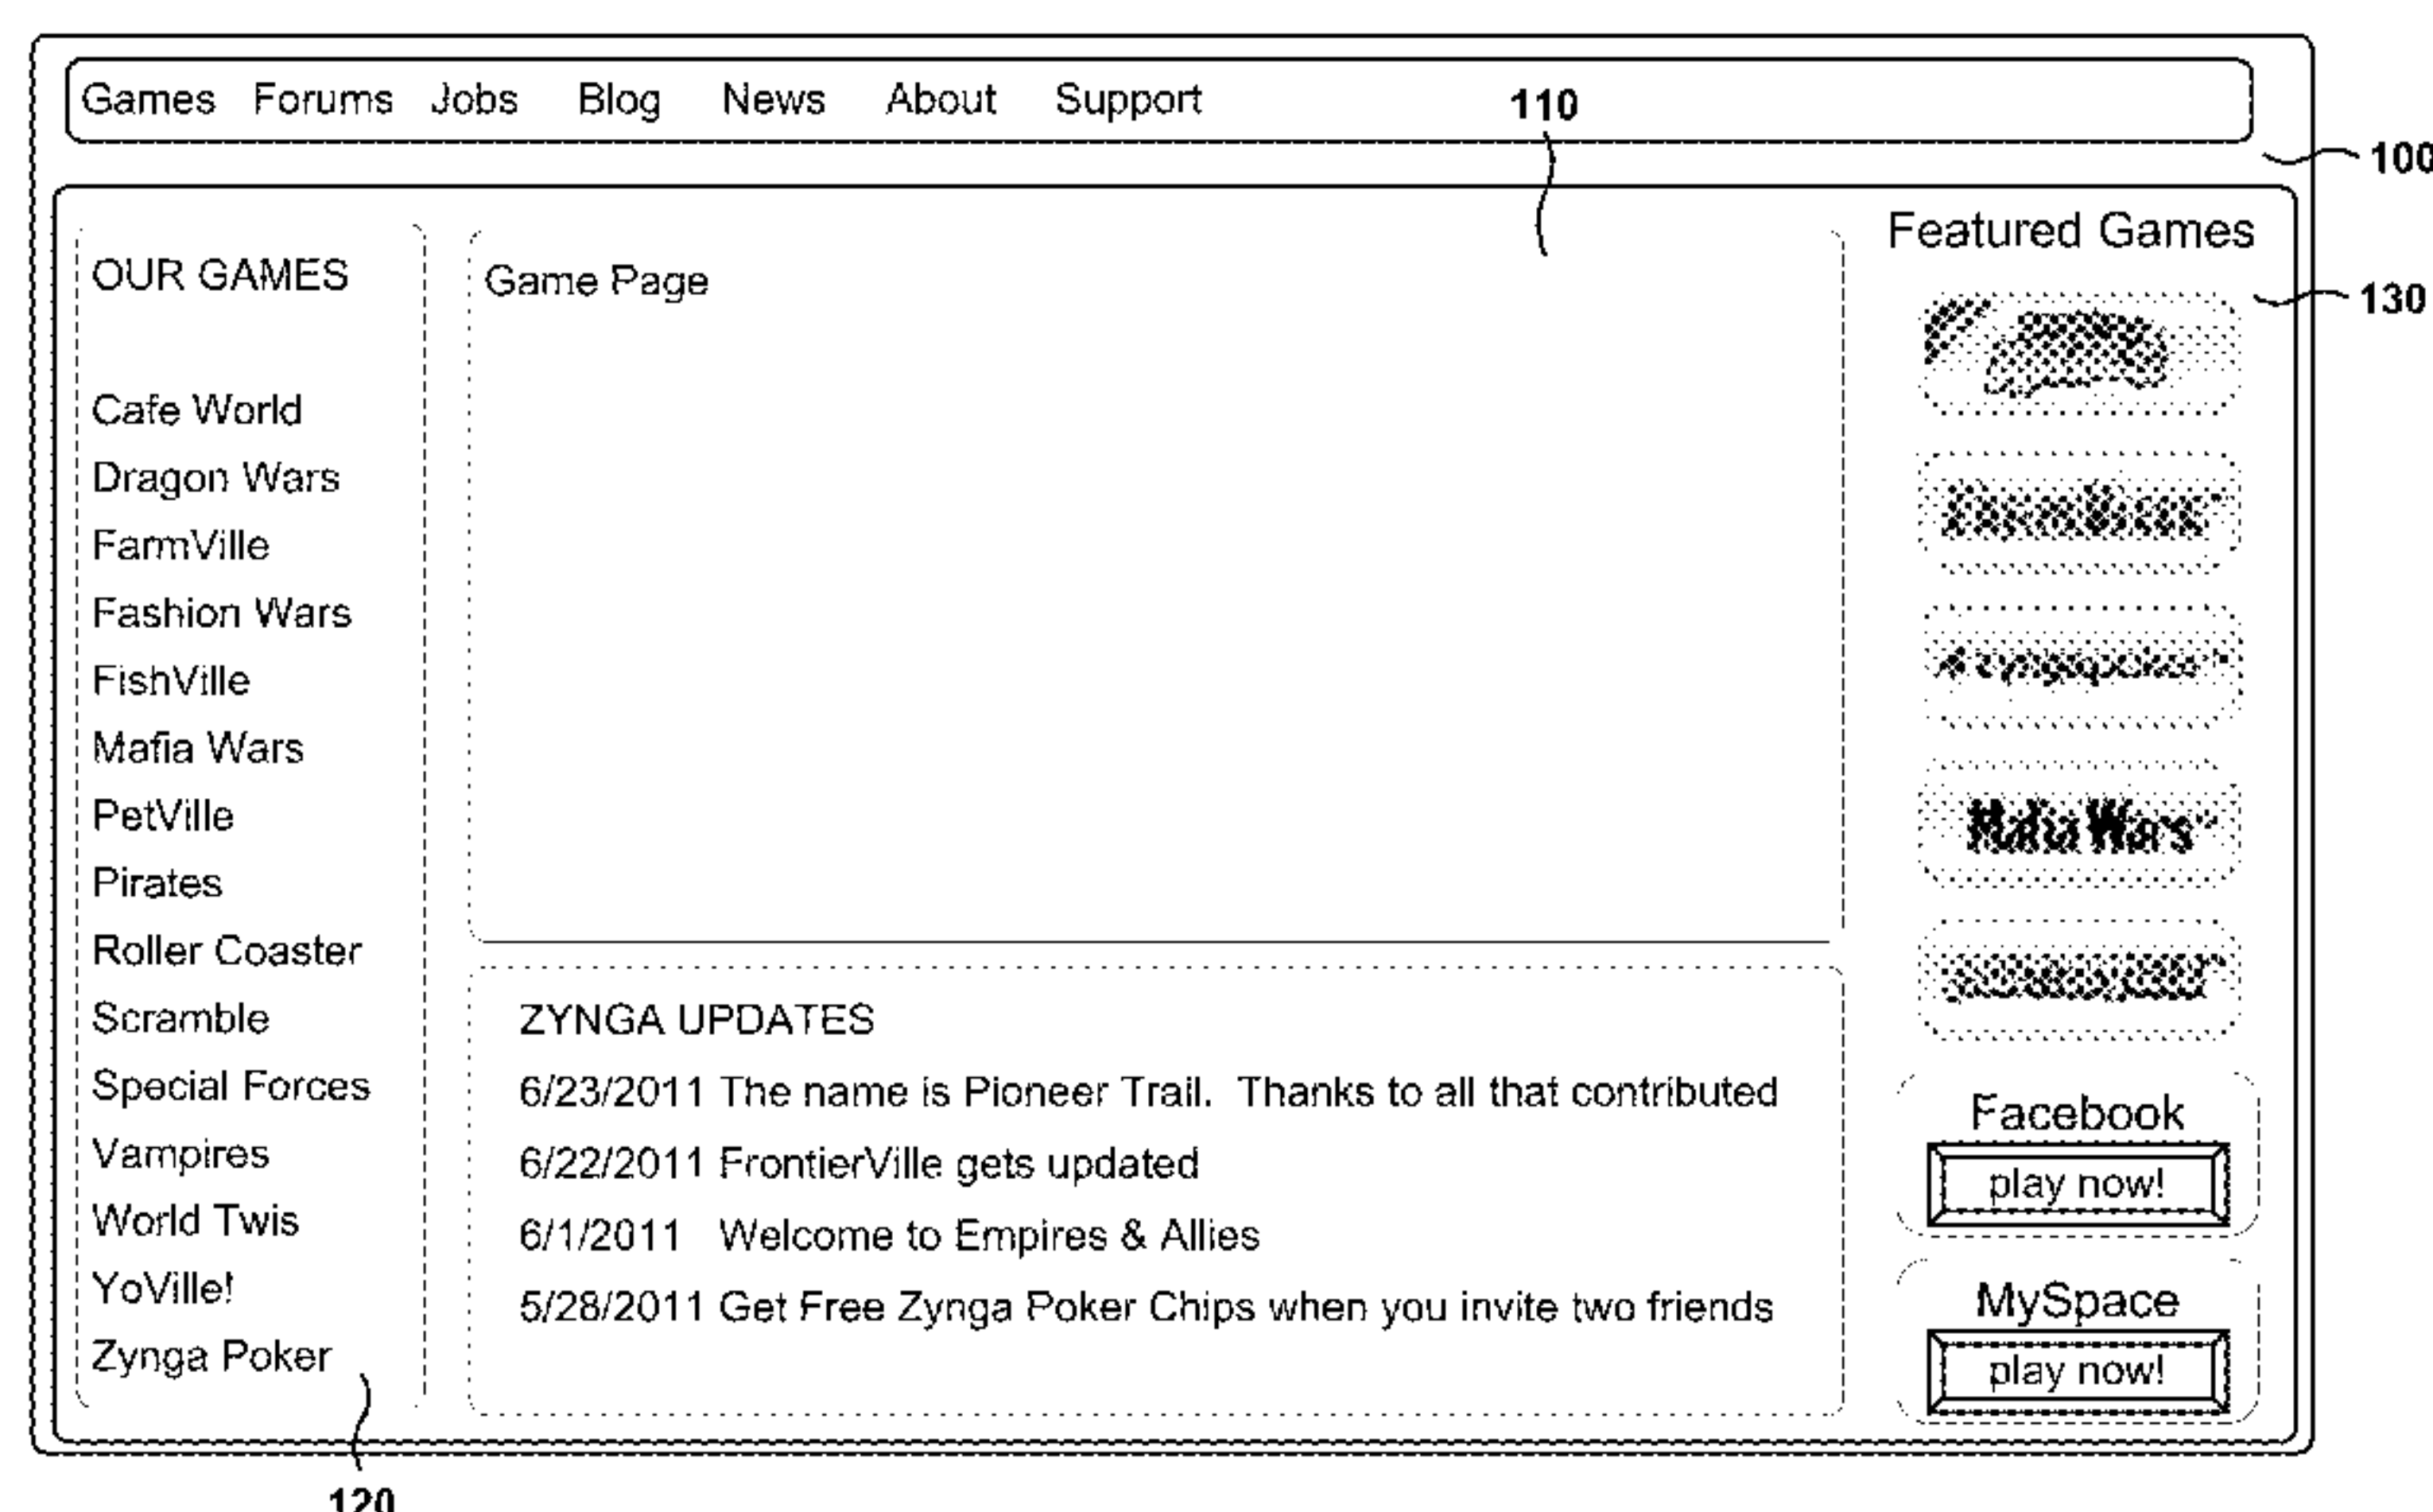 Games Forums Jobs Blog News About Support
110
100
OUR GAMES
Cafe World
Dragon Wars
FarmVille
Fashion Wars
FishVille
Mafia Wars
PetVille
Pirates
Roller Coaster
Scramble
Special Forces
Vampires
World Twis
YoVille!
Zynga Poker
120
Game Page
ZYNGA UPDATES
6/23/2011 The name is Pioneer Trail. Thanks to all that contributed
6/22/2011 FrontierVille gets updated
6/1/2011 Welcome to Empires & Allies
5/28/2011 Get Free Zynga Poker Chips when you invite two friends
Featured Games
130
Mafia Wars
Facebook
play now!
MySpace
play now!